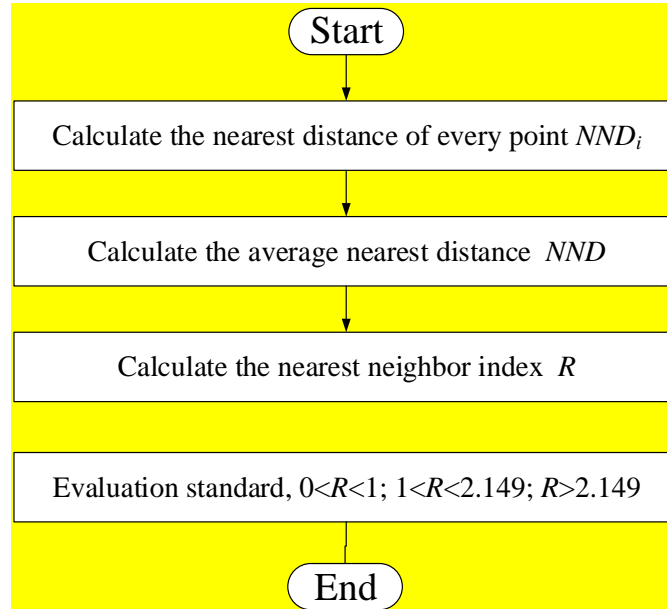 Start
Calculate the nearest distance of every point NNDᵢ
Calculate the average nearest distance NND
Calculate the nearest neighbor index R
Evaluation standard, 0<R<1; 1<R<2.149; R>2.149
End